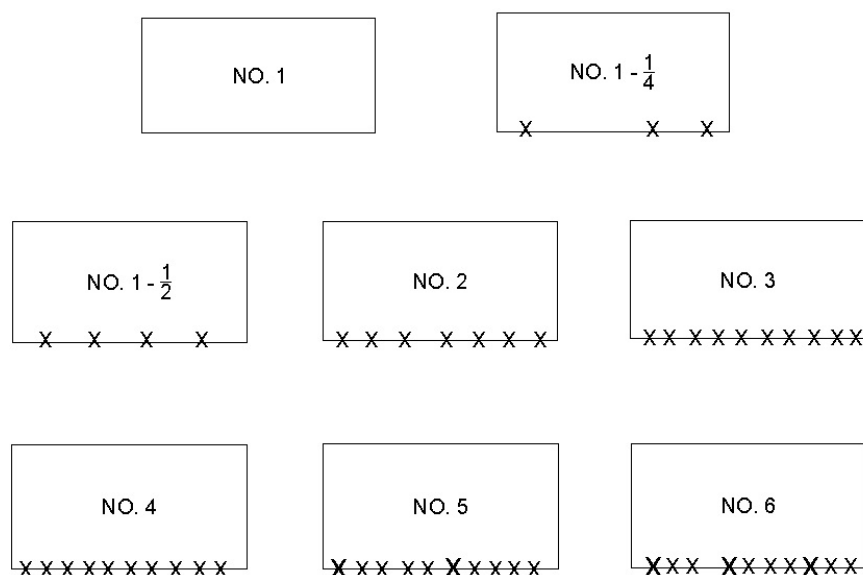 NO. 1
NO. 1 - 1/4
X X X
NO. 1 - 1/2
X X X X
NO. 2
X X X X X X X
NO. 3
X X X X X X X X X X
NO. 4
X X X X X X X X X X
NO. 5
X X X X X X X X X X
NO. 6
X X X X X X X X X X